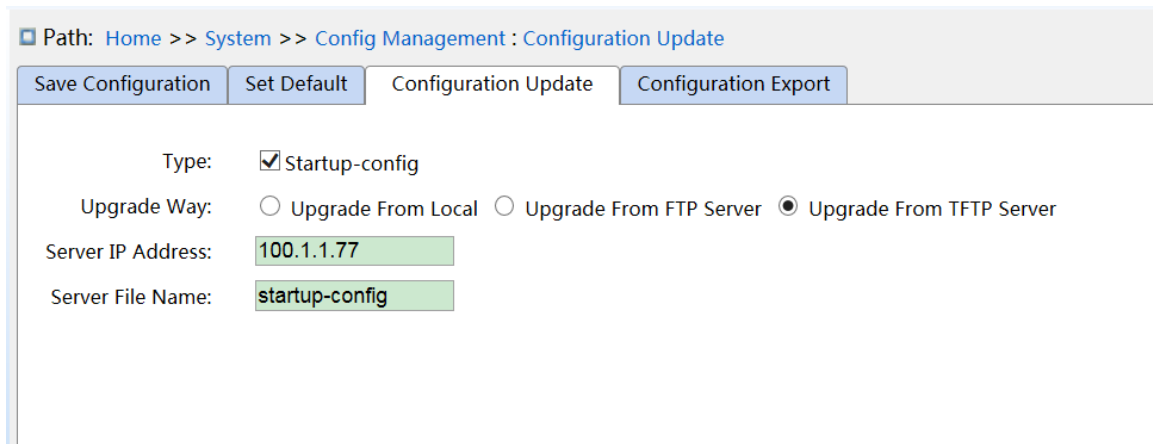 Path: Home >> System >> Config Management : Configuration Update
Save Configuration Set Default Configuration Update Configuration Export
Type: Startup-config
Upgrade Way: Upgrade From Local Upgrade From FTP Server Upgrade From TFTP Server
Server IP Address: 100.1.1.77
Server File Name: startup-config